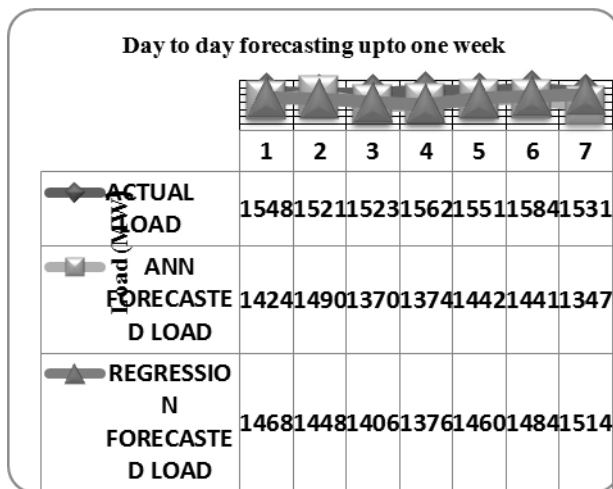 Day to day forecasting upto one week
1 2 3 4 5 6 7
Load (MW)
ACTUAL
LOAD
1548 1521 1523 1562 1551 1584 1531
ANN
FORECASTE
D LOAD
1424 1490 1370 1374 1442 1441 1347
REGRESSIO
N
FORECASTE
D LOAD
1468 1448 1406 1376 1460 1484 1514